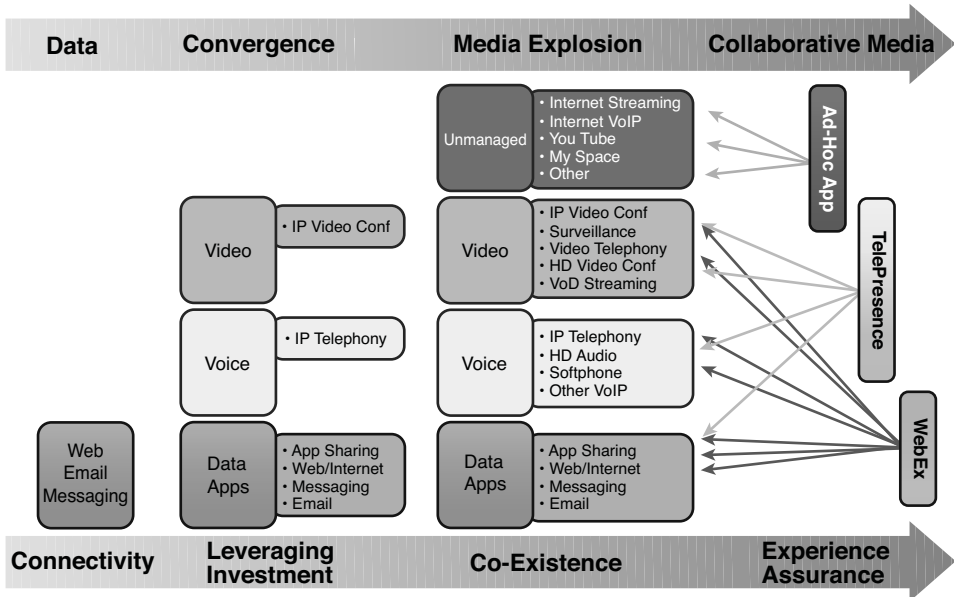 Data
Convergence
Media Explosion
Collaborative Media
Unmanaged
• Internet Streaming
• Internet VoIP
• You Tube
• My Space
• Other
Ad-Hoc App
Video
• IP Video Conf
Video
• IP Video Conf
• Surveillance
• Video Telephony
• HD Video Conf
• VoD Streaming
TelePresence
Voice
• IP Telephony
Voice
• IP Telephony
• HD Audio
• Softphone
• Other VoIP
WebEx
Web
Email
Messaging
Data
Apps
• App Sharing
• Web/Internet
• Messaging
• Email
Data
Apps
• App Sharing
• Web/Internet
• Messaging
• Email
Connectivity
Leveraging
Investment
Co-Existence
Experience
Assurance